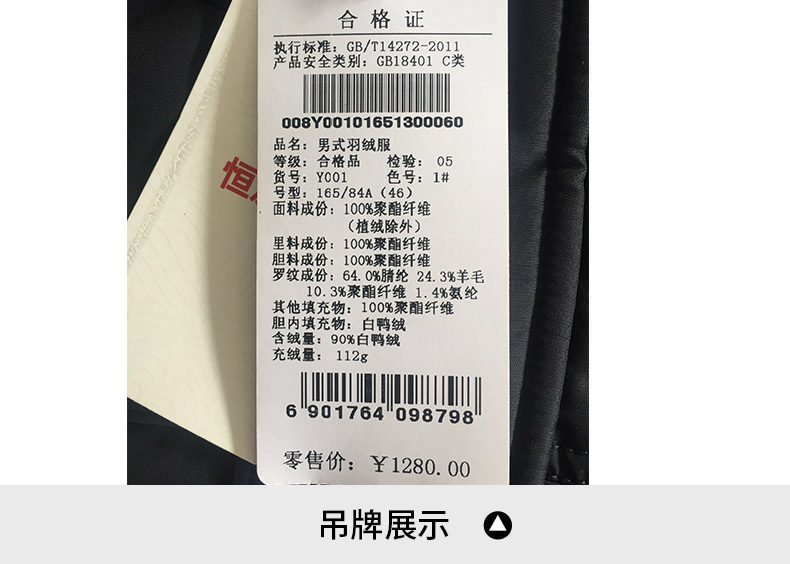 合格证
执行标准: GB/T14272-2011
产品安全类别: GB18401 C类
008Y00101651300060
品名: 男式羽绒服
等级: 合格品 检验: 05
货号: Y001 色号: 1#
号型: 165/84A (46)
面料成份: 100%聚酯纤维
(植绒除外)
里料成份: 100%聚酯纤维
胆料成份: 100%聚酯纤维
罗纹成份: 64.0%腈纶 24.3%羊毛
10.3%聚酯纤维 1.4%氨纶
其他填充物: 100%聚酯纤维
胆内填充物: 白鸭绒
含绒量: 90%白鸭绒
充绒量: 112g
6 901764 098798
零售价: ¥1280.00
恒
吊牌展示